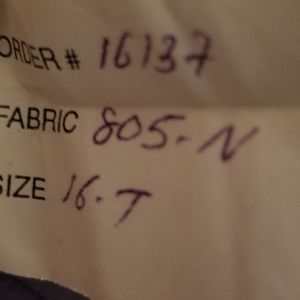 ORDER # 16137
FABRIC 805-N
SIZE 16-T